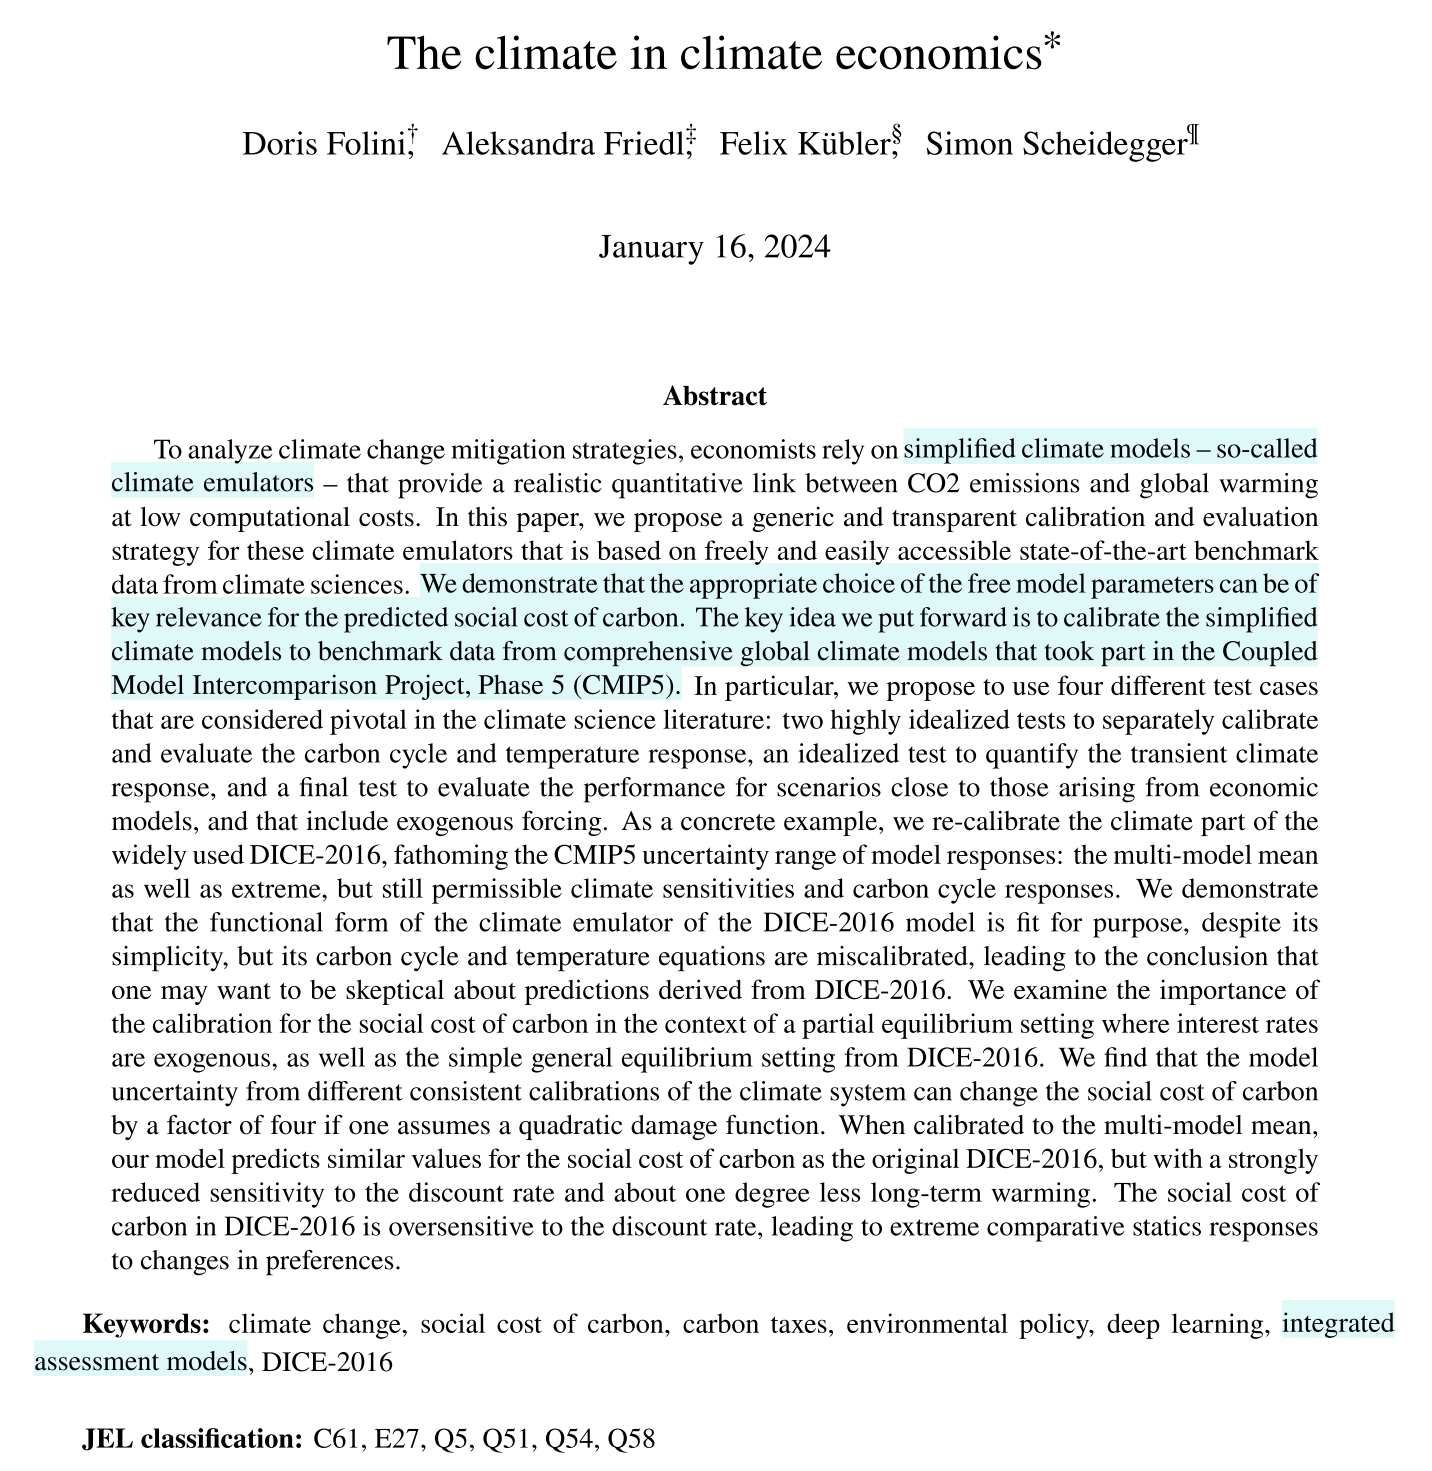 The climate in climate economics*
Doris Folini,† Aleksandra Friedl,‡ Felix Kübler,§ Simon Scheidegger¶
January 16, 2024
Abstract
To analyze climate change mitigation strategies, economists rely on simplified climate models – so-called
climate emulators – that provide a realistic quantitative link between CO2 emissions and global warming
at low computational costs. In this paper, we propose a generic and transparent calibration and evaluation
strategy for these climate emulators that is based on freely and easily accessible state-of-the-art benchmark
data from climate sciences. We demonstrate that the appropriate choice of the free model parameters can be of
key relevance for the predicted social cost of carbon. The key idea we put forward is to calibrate the simplified
climate models to benchmark data from comprehensive global climate models that took part in the Coupled
Model Intercomparison Project, Phase 5 (CMIP5). In particular, we propose to use four different test cases
that are considered pivotal in the climate science literature: two highly idealized tests to separately calibrate
and evaluate the carbon cycle and temperature response, an idealized test to quantify the transient climate
response, and a final test to evaluate the performance for scenarios close to those arising from economic
models, and that include exogenous forcing. As a concrete example, we re-calibrate the climate part of the
widely used DICE-2016, fathoming the CMIP5 uncertainty range of model responses: the multi-model mean
as well as extreme, but still permissible climate sensitivities and carbon cycle responses. We demonstrate
that the functional form of the climate emulator of the DICE-2016 model is fit for purpose, despite its
simplicity, but its carbon cycle and temperature equations are miscalibrated, leading to the conclusion that
one may want to be skeptical about predictions derived from DICE-2016. We examine the importance of
the calibration for the social cost of carbon in the context of a partial equilibrium setting where interest rates
are exogenous, as well as the simple general equilibrium setting from DICE-2016. We find that the model
uncertainty from different consistent calibrations of the climate system can change the social cost of carbon
by a factor of four if one assumes a quadratic damage function. When calibrated to the multi-model mean,
our model predicts similar values for the social cost of carbon as the original DICE-2016, but with a strongly
reduced sensitivity to the discount rate and about one degree less long-term warming. The social cost of
carbon in DICE-2016 is oversensitive to the discount rate, leading to extreme comparative statics responses
to changes in preferences.
Keywords: climate change, social cost of carbon, carbon taxes, environmental policy, deep learning, integrated
assessment models, DICE-2016
JEL classification: C61, E27, Q5, Q51, Q54, Q58